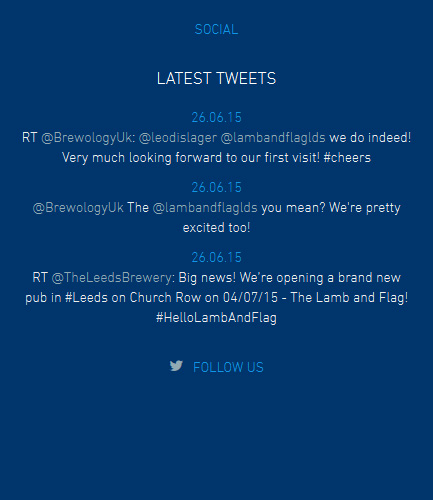 SOCIAL
LATEST TWEETS
26.06.15
RT @BrewologyUk: @leodislager @lambandflaglds we do indeed!
Very much looking forward to our first visit! #cheers
26.06.15
@BrewologyUk The @lambandflaglds you mean? We're pretty
excited too!
26.06.15
RT @TheLeedsBrewery: Big news! We're opening a brand new
pub in #Leeds on Church Row on 04/07/15 - The Lamb and Flag!
#HelloLambAndFlag
FOLLOW US